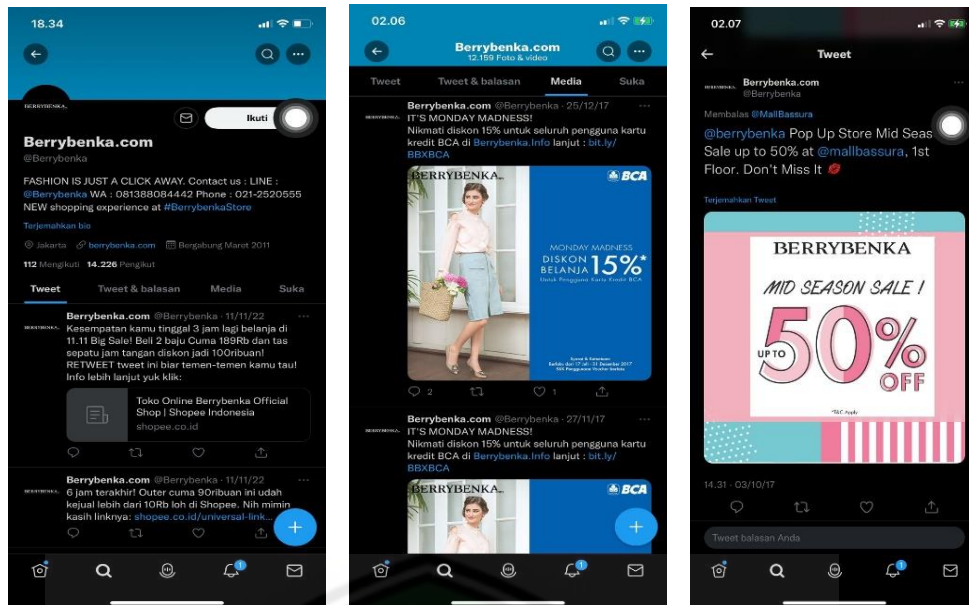 18.34
BERRYBENKA.
Ikuti
Berrybenka.com
@Berrybenka
FASHION IS JUST A CLICK AWAY. Contact us : LINE :
@Berrybenka WA : 081388084442 Phone : 021-2520555
NEW shopping experience at #BerrybenkaStore
Terjemahkan bio
Jakarta berrybenka.com Bergabung Maret 2011
112 Mengikuti 14.226 Pengikut
Tweet Tweet & balasan Media Suka
Berrybenka.com @Berrybenka · 11/11/22
Kesempatan kamu tinggal 3 jam lagi belanja di
11.11 Big Sale! Beli 2 baju Cuma 189Rb dan tas
sepatu jam tangan diskon jadi 100ribuan!
RETWEET tweet ini biar temen-temen kamu tau!
Info lebih lanjut yuk klik:
Toko Online Berrybenka Official
Shop | Shopee Indonesia
shopee.co.id
Berrybenka.com @Berrybenka · 11/11/22
6 jam terakhir! Outer cuma 90ribuan ini udah
kejual lebih dari 10Rb loh di Shopee. Nih mimin
kasih linknya: shopee.co.id/universal-link...
1
02.06
Berrybenka.com
12.159 Foto & video
Tweet Tweet & balasan Media Suka
Berrybenka.com @Berrybenka · 25/12/17
IT'S MONDAY MADNESS!
Nikmati diskon 15% untuk seluruh pengguna kartu
kredit BCA di Berrybenka.Info lanjut : bit.ly/
BBXBCA
BERRYBENKA.
BCA
MONDAY MADNESS
DISKON
BELANJA 15%*
Untuk Pengguna Kartu Kredit BCA
Syarat & Ketentuan:
2 1
Berrybenka.com @Berrybenka · 27/11/17
IT'S MONDAY MADNESS!
Nikmati diskon 15% untuk seluruh pengguna kartu
kredit BCA di Berrybenka.Info lanjut : bit.ly/
BBXBCA
BERRYBENKA.
BCA
1
02.07
Tweet
Berrybenka.com
@Berrybenka
Membalas @MallBassura
@berrybenka Pop Up Store Mid Seas
Sale up to 50% at @mallbassura, 1st
Floor. Don't Miss It
Terjemahkan Tweet
BERRYBENKA
MID SEASON SALE !
UP TO 50% OFF
*T&C Apply
14.31 · 03/10/17
Tweet balasan Anda
1